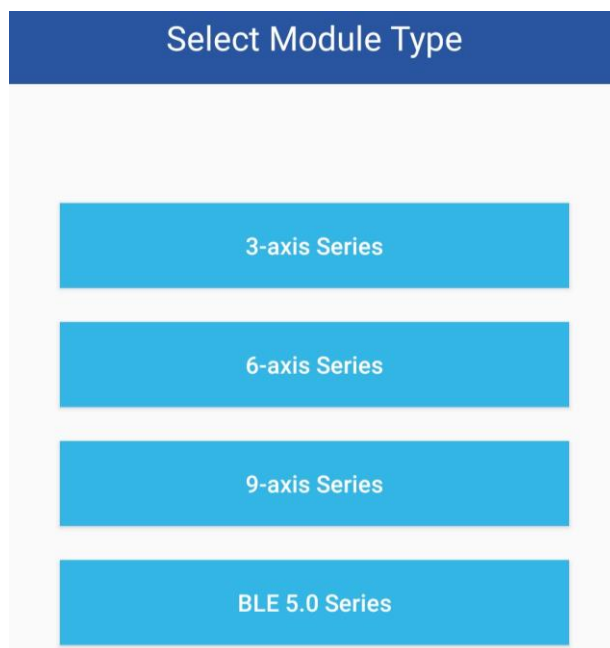 Select Module Type
3-axis Series
6-axis Series
9-axis Series
BLE 5.0 Series